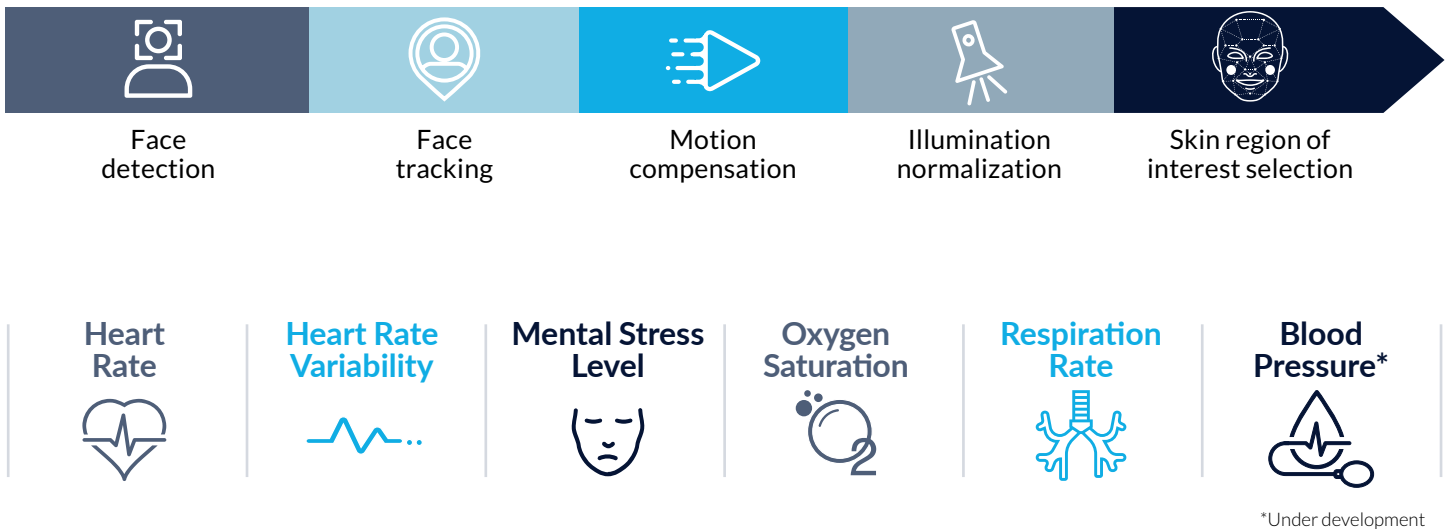 Face
detection
Face
tracking
Motion
compensation
Illumination
normalization
Skin region of
interest selection
Heart
Rate
Heart Rate
Variability
Mental Stress
Level
Oxygen
Saturation
2
Respiration
Rate
Blood
Pressure*
*Under development